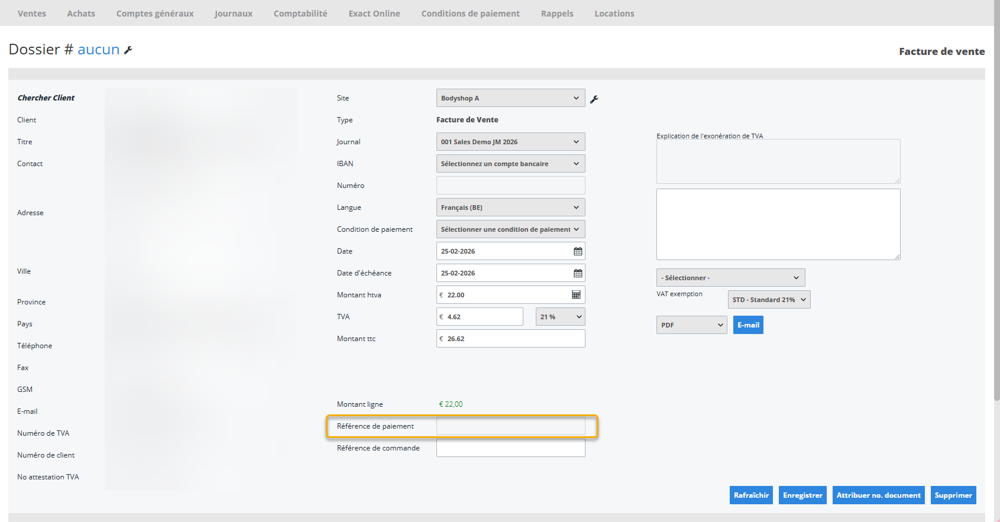 Ventes Achats Comptes généraux Journaux Comptabilité Exact Online Conditions de paiement Rappels Locations
Dossier # aucun
Facture de vente
Chercher Client
Client
Titre
Contact
Adresse
Ville
Province
Pays
Téléphone
Fax
GSM
E-mail
Numéro de TVA
Numéro de client
No attestation TVA
Site Bodyshop A
Type Facture de Vente
Journal 001 Sales Demo JM 2026
IBAN Sélectionnez un compte bancaire
Numéro
Langue Français (BE)
Condition de paiement Sélectionner une condition de paiement
Date 25-02-2026
Date d'échéance 25-02-2026
Montant htva € 22.00
TVA € 4.62 21 %
Montant ttc € 26.62
Montant ligne € 22,00
Référence de paiement
Référence de commande
Explication de l'exonération de TVA
- Sélectionner -
VAT exemption STD - Standard 21%
PDF E-mail
Rafraîchir Enregistrer Attribuer no. document Supprimer